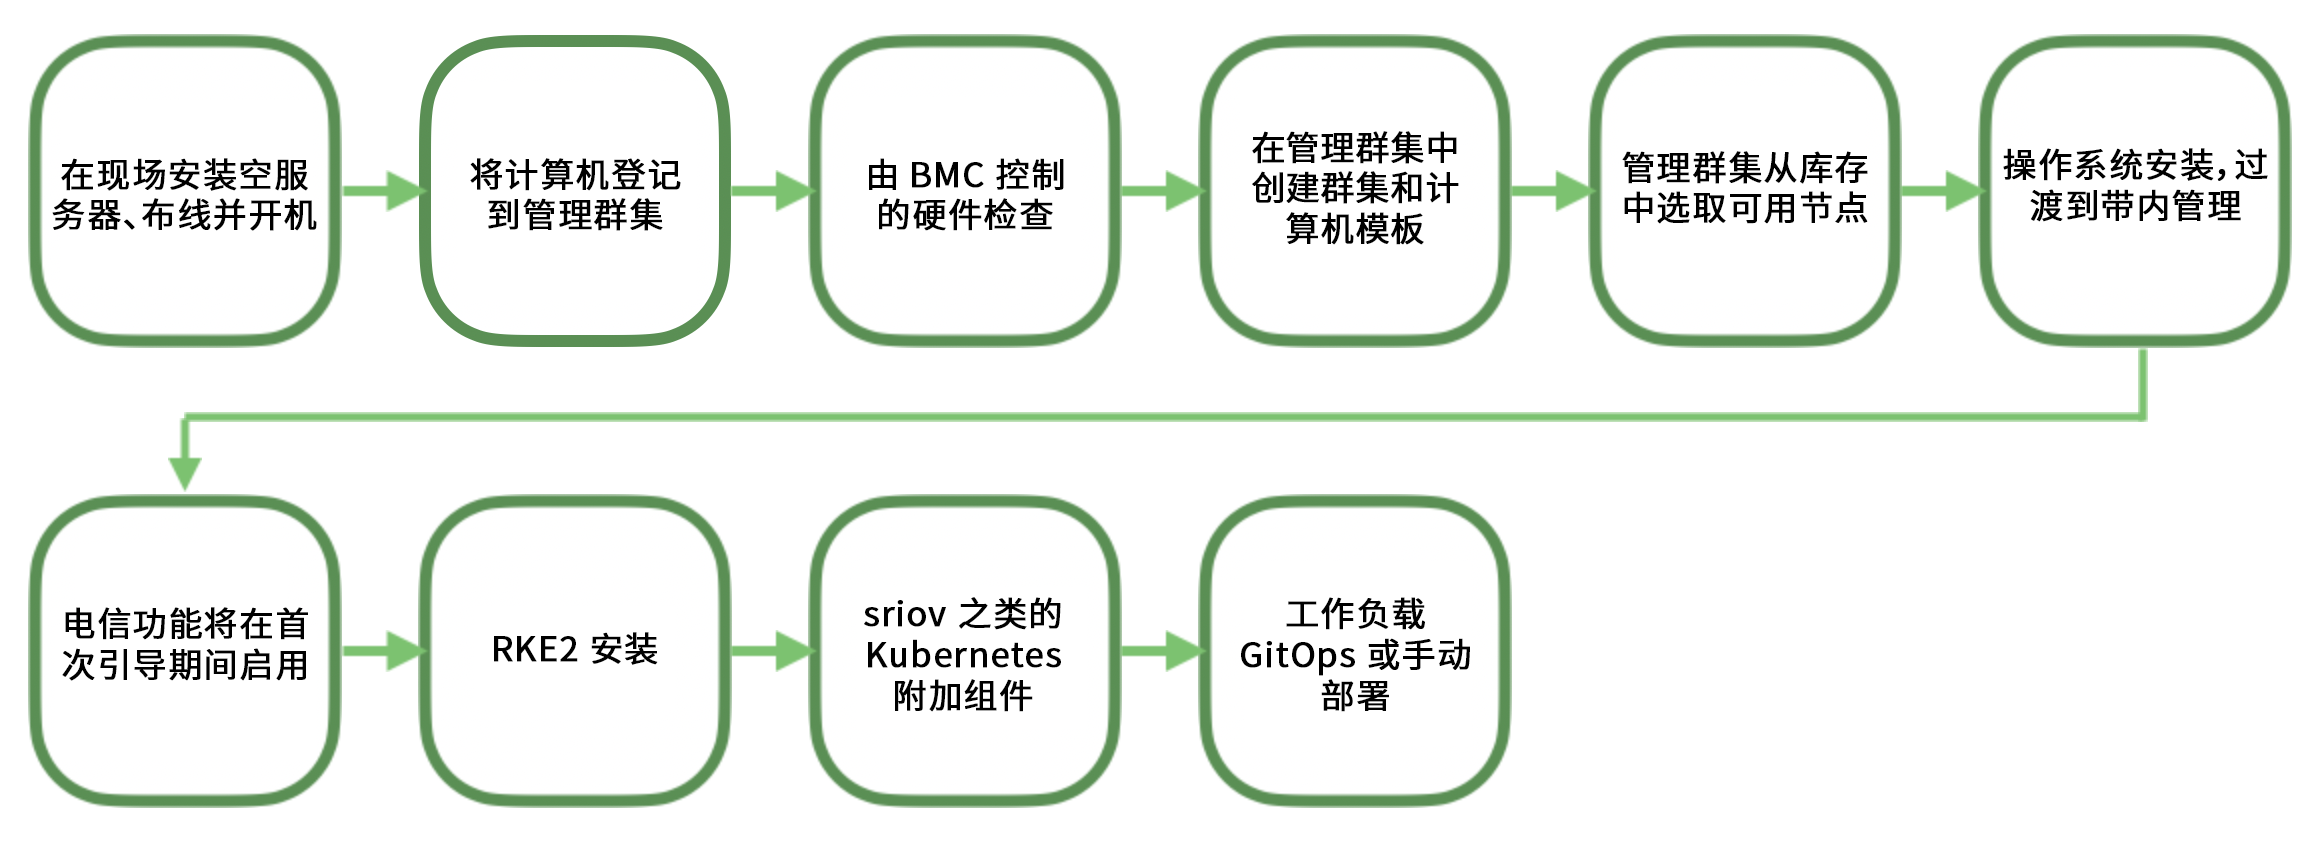 在现场安装空服
务器、布线并开机
将计算机登记
到管理群集
由 BMC 控制
的硬件检查
在管理群集中
创建群集和计
算机模板
管理群集从库存
中选取可用节点
操作系统安装，过
渡到带内管理
电信功能将在首
次引导期间启用
RKE2 安装
sriov 之类的
Kubernetes
附加组件
工作负载
GitOps 或手动
部署